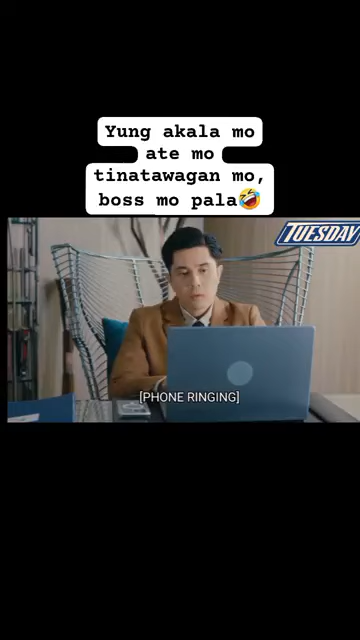 Yung akala mo
ate mo
tinatawagan mo,
boss mo pala🤣
TUESDAY
[PHONE RINGING]